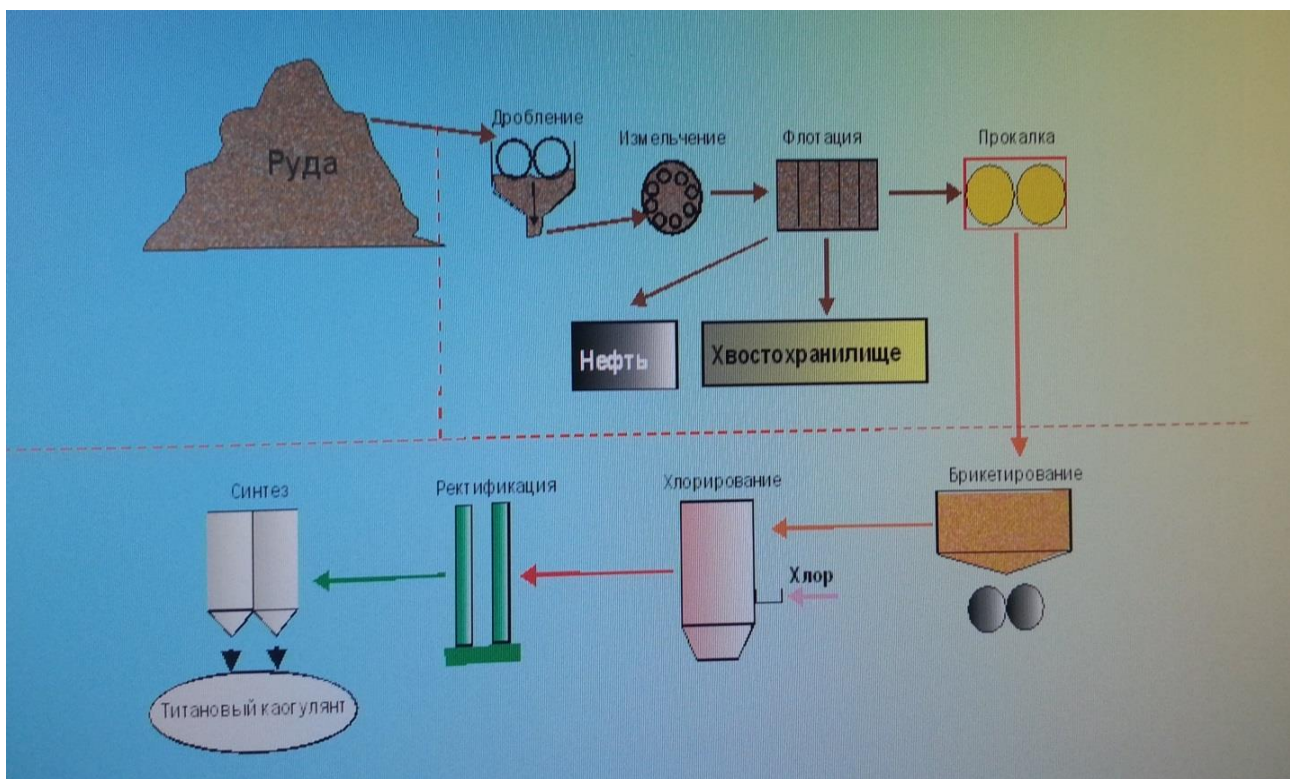 Руда
Дробление
Измельчение
Флотация
Прокалка
Нефть
Хвостохранилище
Синтез
Ректификация
Хлорирование
Брикетирование
Хлор
Титановый каогулянт